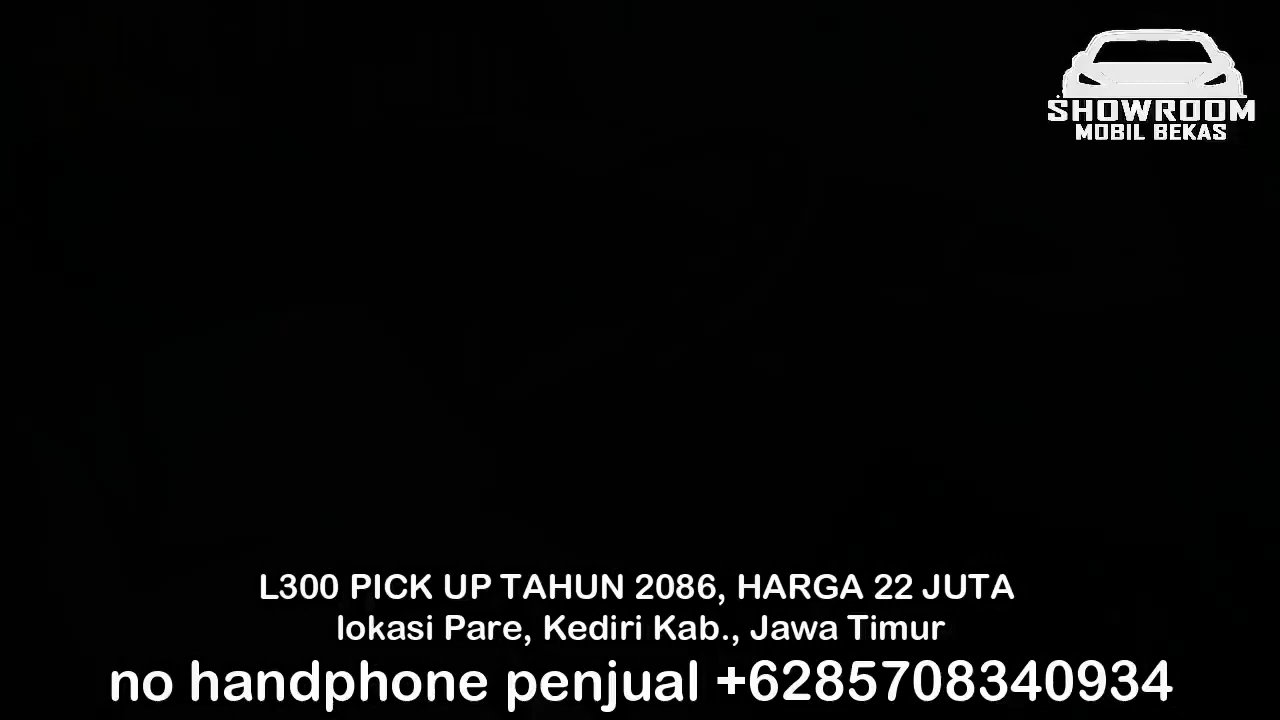 SHOWROOM
MOBIL BEKAS
L300 PICK UP TAHUN 2086, HARGA 22 JUTA
lokasi Pare, Kediri Kab., Jawa Timur
no handphone penjual +6285708340934